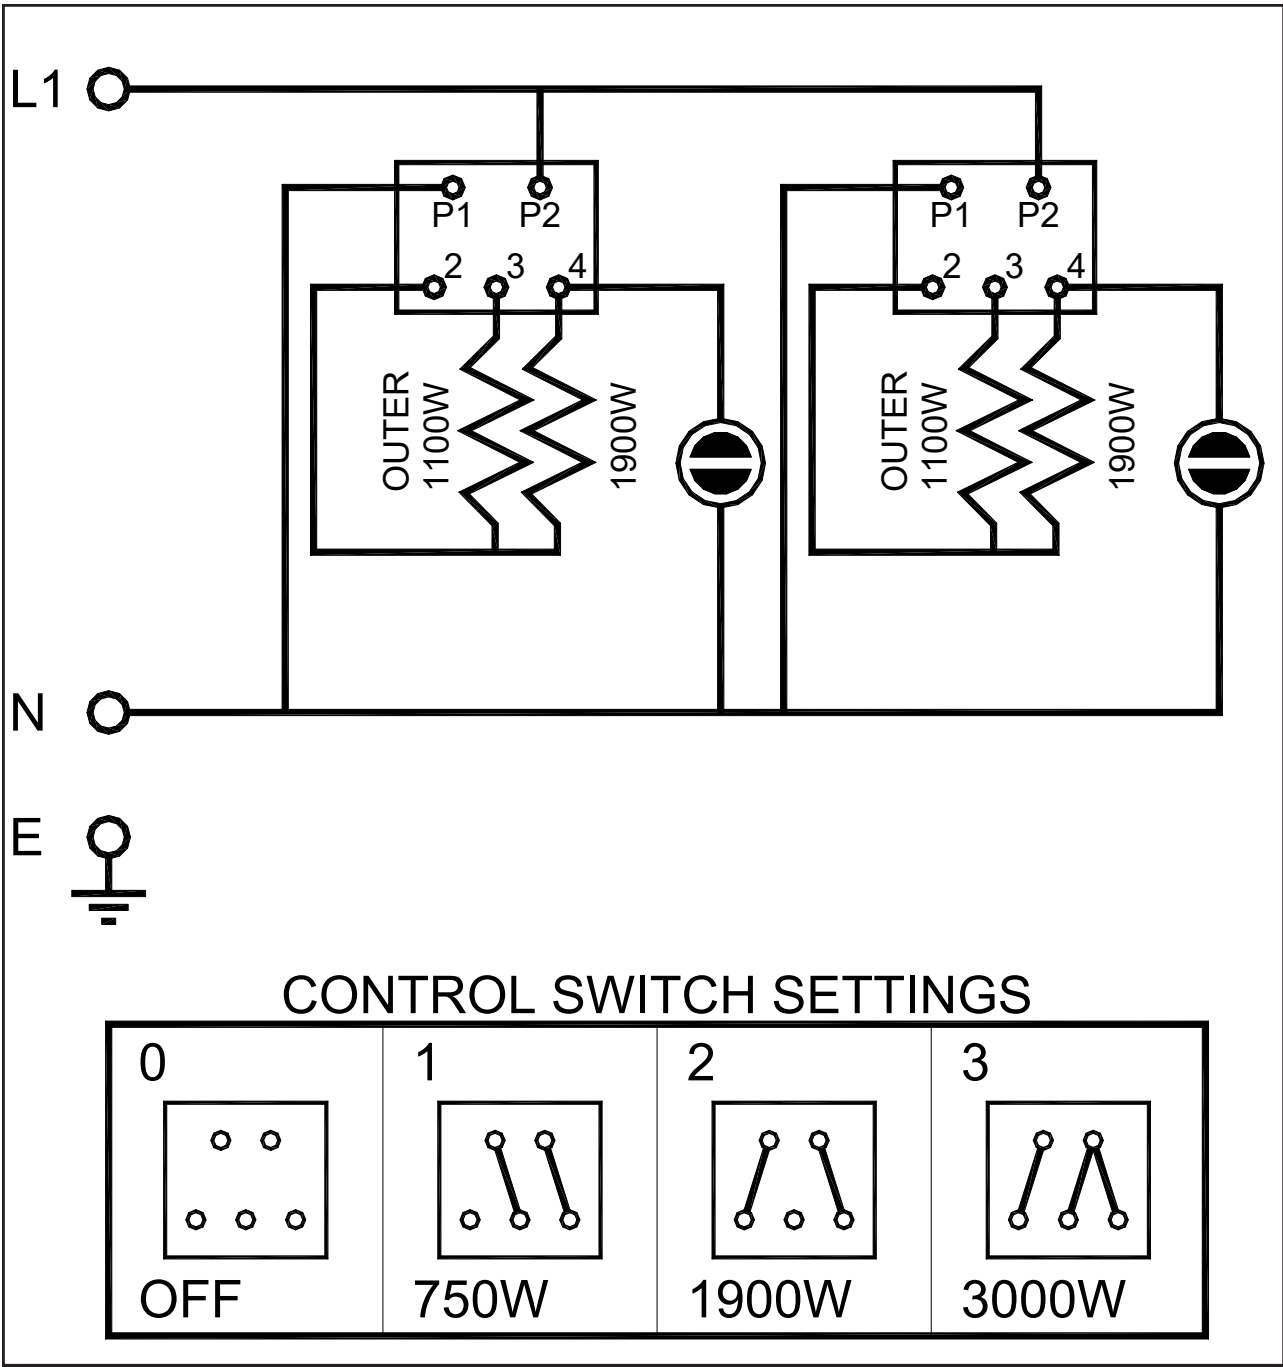 L1
P1 P2
2 3 4
OUTER
1100W
1900W
P1 P2
2 3 4
OUTER
1100W
1900W
N
E
CONTROL SWITCH SETTINGS
0 1 2 3
OFF 750W 1900W 3000W